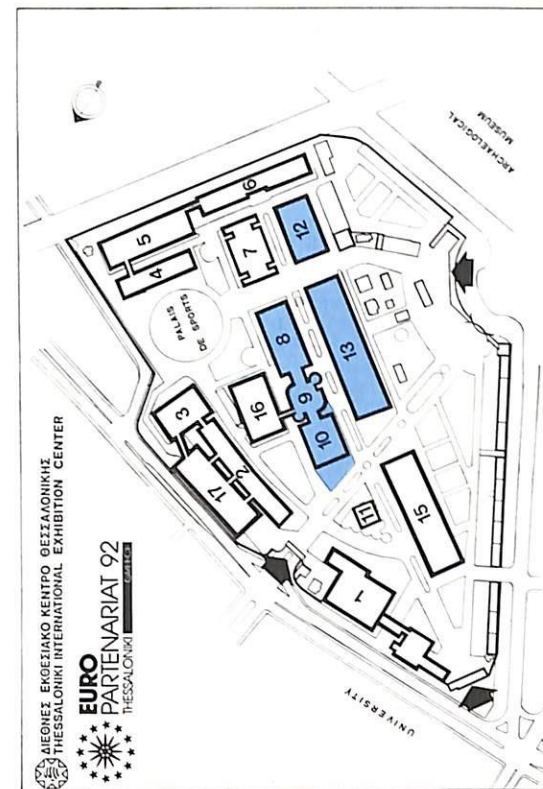 ΔΙΕΘΝΕΣ ΕΚΘΕΣΙΑΚΟ ΚΕΝΤΡΟ ΘΕΣΣΑΛΟΝΙΚΗΣ
THESSALONIKI INTERNATIONAL EXHIBITION CENTER
EURO
PARTENARIAT 92
THESSALONIKI
UNIVERSITY
ARCHAELOGICAL
MUSEUM
PALAIS
DE SPORTS
1
2
3
4
5
6
7
8
9
10
11
12
13
15
16
17